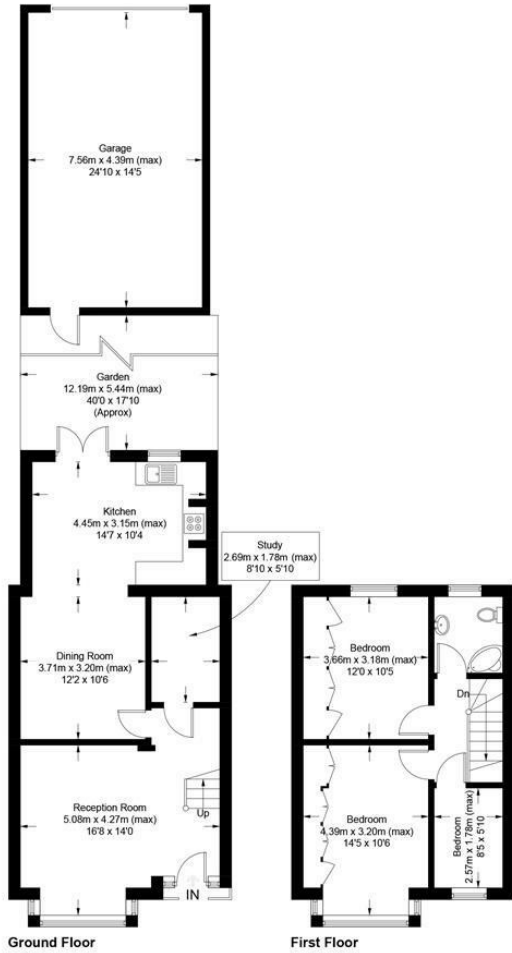 Garage
7.56m x 4.39m (max)
24'10 x 14'5
Garden
12.19m x 5.44m (max)
40'0 x 17'10
(Approx)
Kitchen
4.45m x 3.15m (max)
14'7 x 10'4
Study
2.69m x 1.78m (max)
8'10 x 5'10
Dining Room
3.71m x 3.20m (max)
12'2 x 10'6
Reception Room
5.08m x 4.27m (max)
16'8 x 14'0
Up
IN
Ground Floor
Bedroom
3.66m x 3.18m (max)
12'0 x 10'5
Dn
Bedroom
4.39m x 3.20m (max)
14'5 x 10'6
Bedroom
2.57m x 1.78m (max)
8'5 x 5'10
First Floor